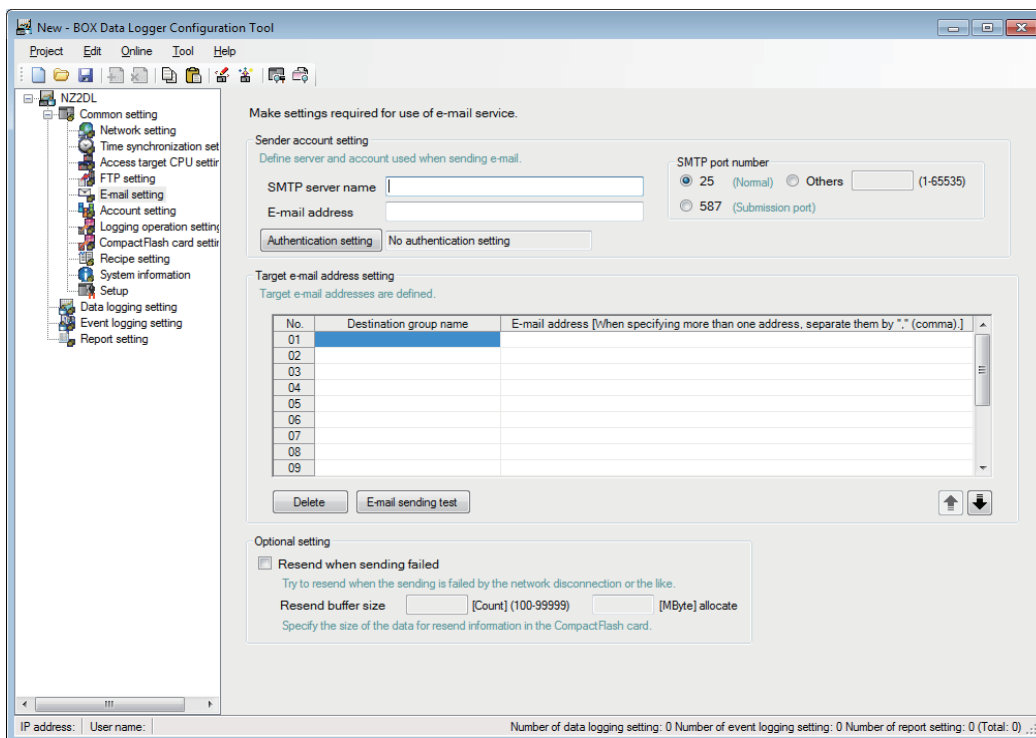 New - BOX Data Logger Configuration Tool
Project Edit Online Tool Help
NZ2DL
Common setting
Network setting
Time synchronization set
Access target CPU settin
FTP setting
E-mail setting
Account setting
Logging operation setting
CompactFlash card settin
Recipe setting
System information
Setup
Data logging setting
Event logging setting
Report setting
Make settings required for use of e-mail service.
Sender account setting
Define server and account used when sending e-mail.
SMTP server name
E-mail address
Authentication setting No authentication setting
SMTP port number
25 (Normal) Others (1-65535)
587 (Submission port)
Target e-mail address setting
Target e-mail addresses are defined.
No. Destination group name E-mail address [When specifying more than one address, separate them by "," (comma).]
01
02
03
04
05
06
07
08
09
Delete E-mail sending test
Optional setting
Resend when sending failed
Try to resend when the sending is failed by the network disconnection or the like.
Resend buffer size [Count] (100-99999) [MByte] allocate
Specify the size of the data for resend information in the CompactFlash card.
IP address: User name: Number of data logging setting: 0 Number of event logging setting: 0 Number of report setting: 0 (Total: 0)